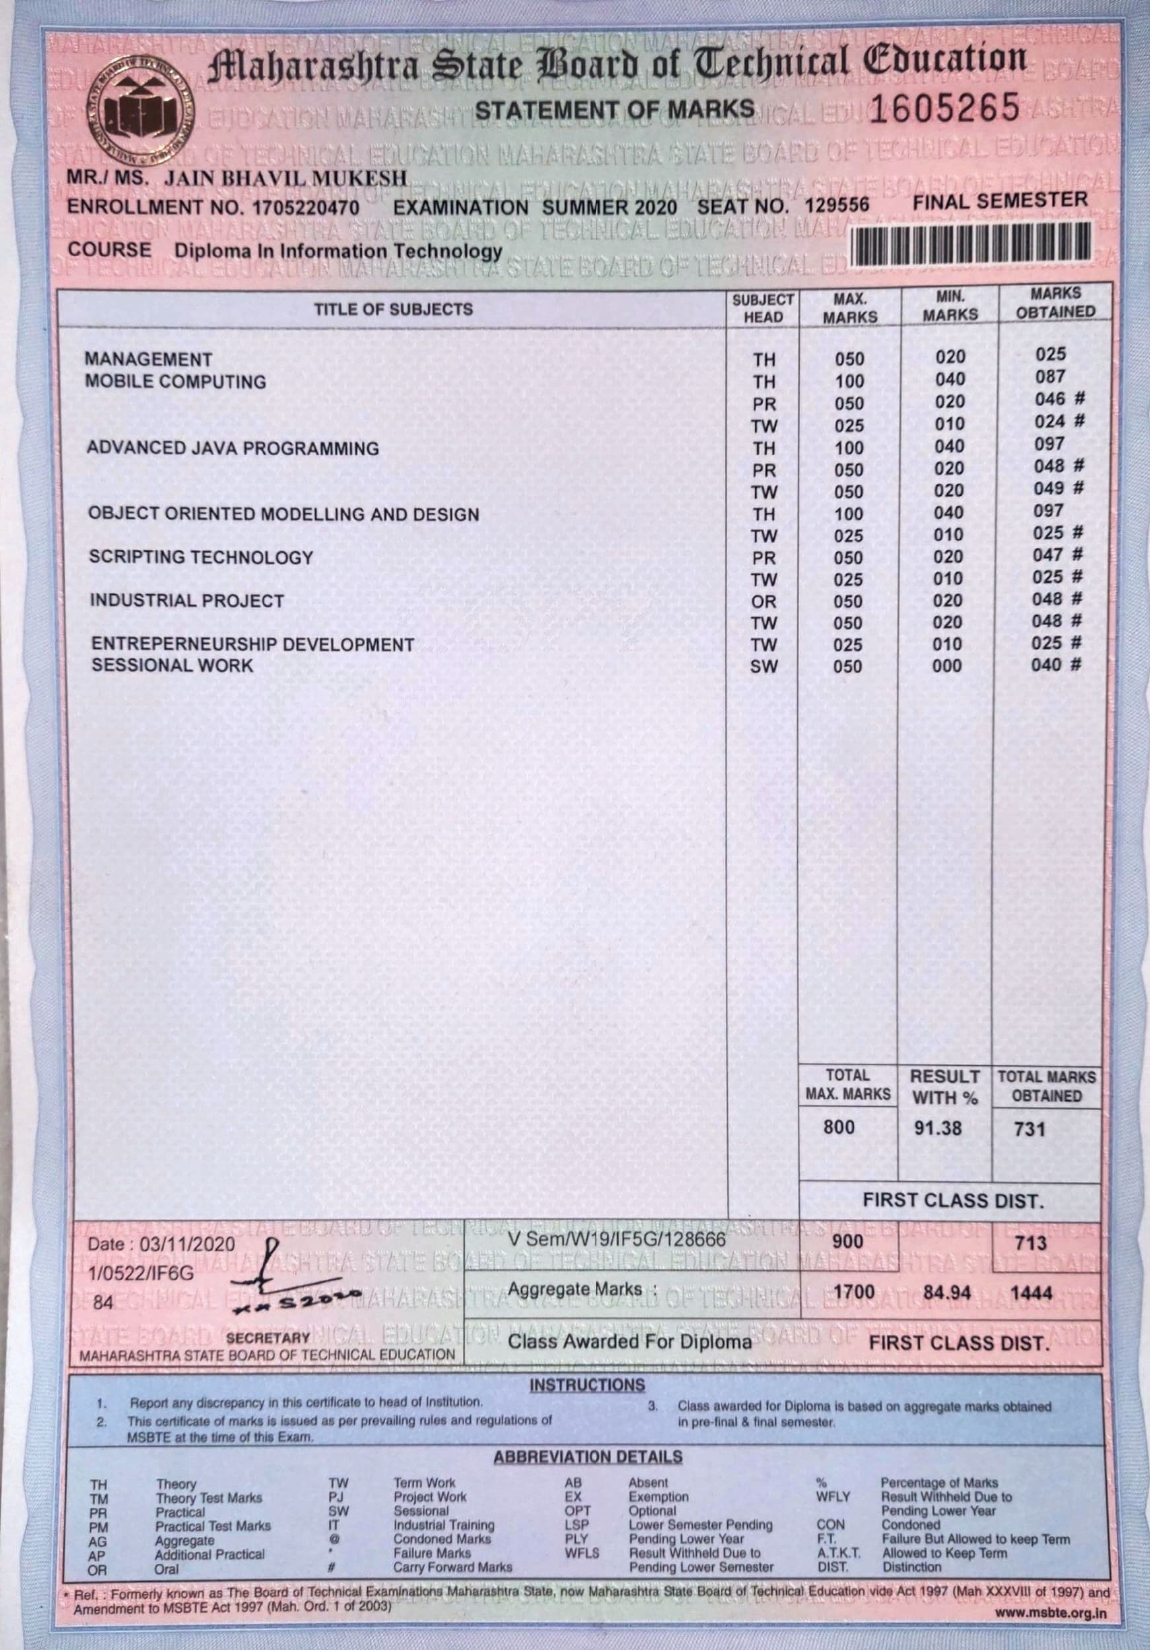 Maharashtra State Board of Technical Education
STATEMENT OF MARKS 1605265
MR./ MS. JAIN BHAVIL MUKESH
ENROLLMENT NO. 1705220470 EXAMINATION SUMMER 2020 SEAT NO. 129556 FINAL SEMESTER
COURSE Diploma In Information Technology
TITLE OF SUBJECTS SUBJECT HEAD MAX. MARKS MIN. MARKS MARKS OBTAINED
MANAGEMENT TH 050 020 025
MOBILE COMPUTING TH 100 040 087
PR 050 020 046 #
TW 025 010 024 #
ADVANCED JAVA PROGRAMMING TH 100 040 097
PR 050 020 048 #
TW 050 020 049 #
OBJECT ORIENTED MODELLING AND DESIGN TH 100 040 097
TW 025 010 025 #
SCRIPTING TECHNOLOGY PR 050 020 047 #
TW 025 010 025 #
INDUSTRIAL PROJECT OR 050 020 048 #
TW 050 020 048 #
ENTREPERNEURSHIP DEVELOPMENT TW 025 010 025 #
SESSIONAL WORK SW 050 000 040 #
TOTAL MAX. MARKS RESULT WITH % TOTAL MARKS OBTAINED
800 91.38 731
FIRST CLASS DIST.
Date : 03/11/2020 V Sem/W19/IF5G/128666 900 713
1/0522/IF6G
84 Aggregate Marks : 1700 84.94 1444
SECRETARY
MAHARASHTRA STATE BOARD OF TECHNICAL EDUCATION
Class Awarded For Diploma FIRST CLASS DIST.
INSTRUCTIONS
1. Report any discrepancy in this certificate to head of Institution.
2. This certificate of marks is issued as per prevailing rules and regulations of
MSBTE at the time of this Exam.
3. Class awarded for Diploma is based on aggregate marks obtained
in pre-final & final semester.
ABBREVIATION DETAILS
TH Theory TW Term Work AB Absent % Percentage of Marks
TM Theory Test Marks PJ Project Work EX Exemption WFLY Result Withheld Due to
PR Practical SW Sessional OPT Optional Pending Lower Year
PM Practical Test Marks IT Industrial Training LSP Lower Semester Pending CON Condoned
AG Aggregate @ Condoned Marks PLY Pending Lower Year F.T. Failure But Allowed to keep Term
AP Additional Practical * Failure Marks WFLS Result Withheld Due to A.T.K.T. Allowed to Keep Term
OR Oral # Carry Forward Marks Pending Lower Semester DIST. Distinction
* Ref. : Formerly known as The Board of Technical Examinations Maharashtra State, now Maharashtra State Board of Technical Education vide Act 1997 (Mah XXXVIII of 1997) and
Amendment to MSBTE Act 1997 (Mah. Ord. 1 of 2003)
www.msbte.org.in